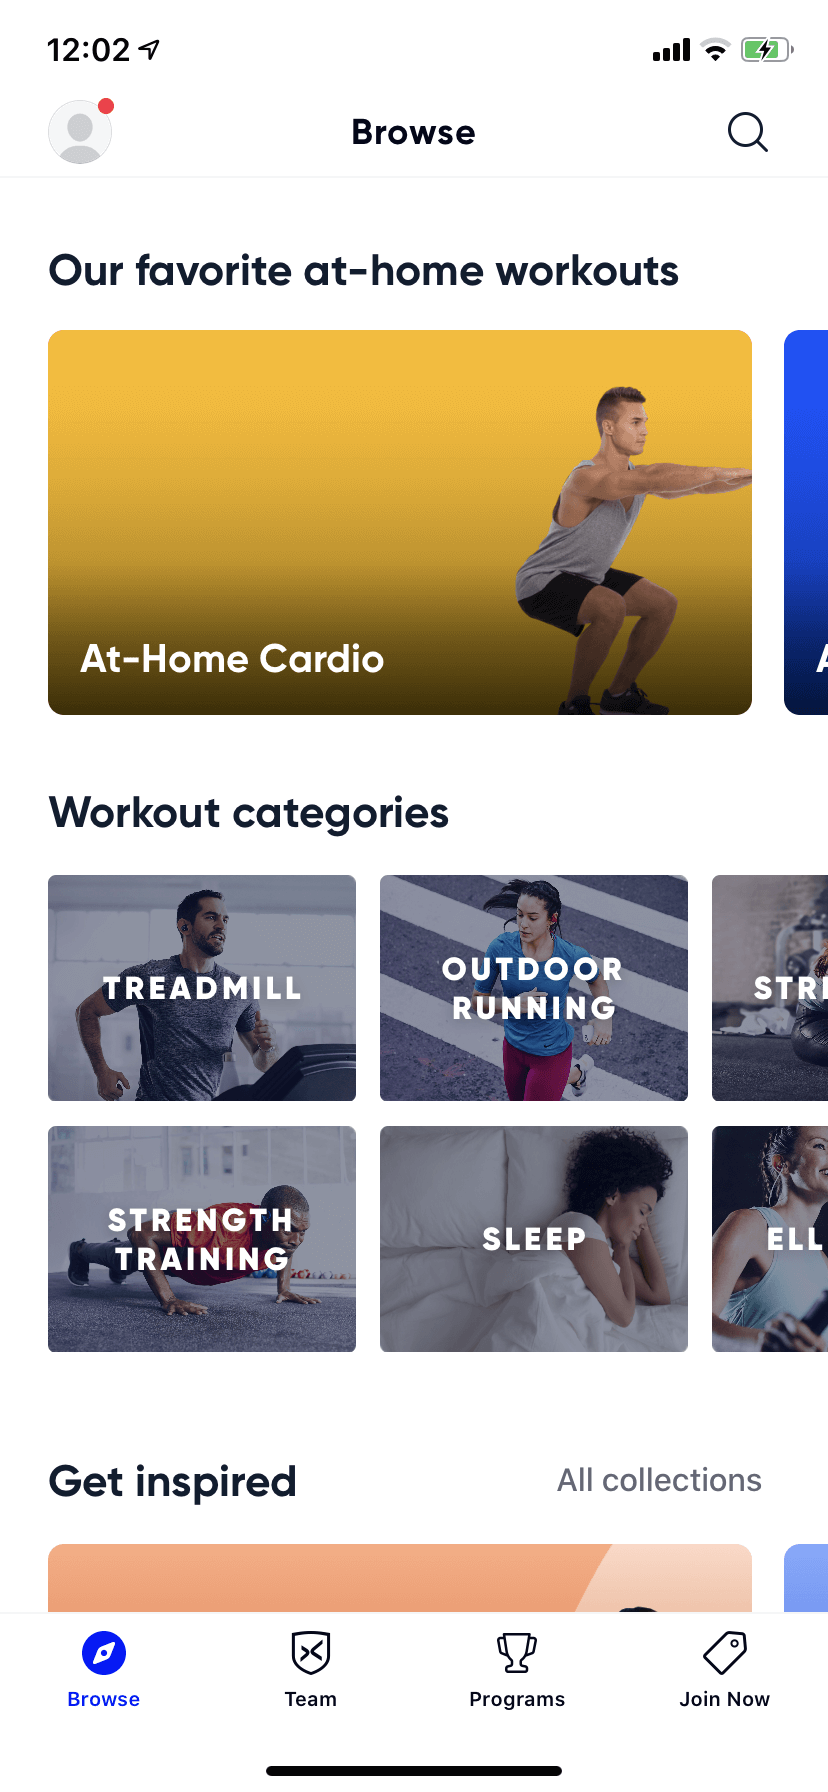 12:02
Browse
Our favorite at-home workouts
At-Home Cardio
A
Workout categories
TREADMILL
OUTDOOR
RUNNING
STRE
STRENGTH
TRAINING
SLEEP
ELL
Get inspired
All collections
Browse
Team
Programs
Join Now